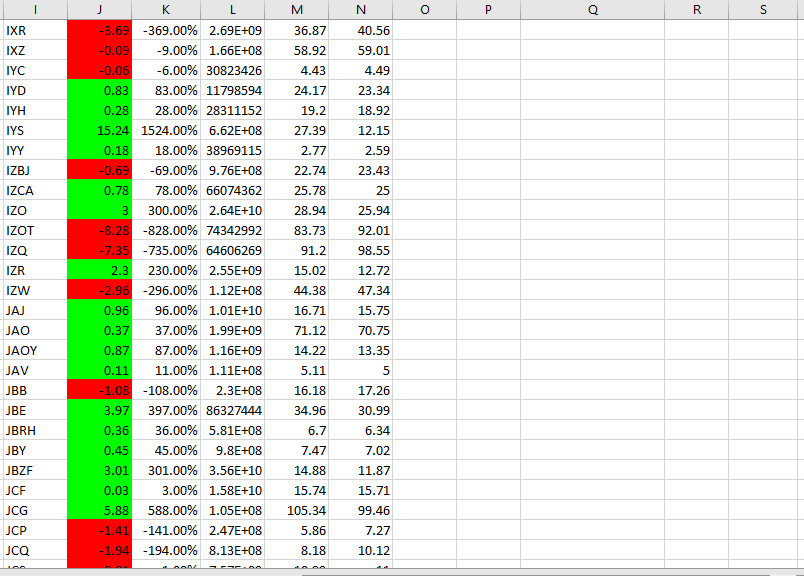 I J K L M N O P Q R S
IXR -3.69 -369.00% 2.69E+09 36.87 40.56
IXZ -0.09 -9.00% 1.66E+08 58.92 59.01
IYC -0.06 -6.00% 30823426 4.43 4.49
IYD 0.83 83.00% 11798594 24.17 23.34
IYH 0.28 28.00% 28311152 19.2 18.92
IYS 15.24 1524.00% 6.62E+08 27.39 12.15
IYY 0.18 18.00% 38969115 2.77 2.59
IZBJ -0.69 -69.00% 9.76E+08 22.74 23.43
IZCA 0.78 78.00% 66074362 25.78 25
IZO 3 300.00% 2.64E+10 28.94 25.94
IZOT -8.28 -828.00% 74342992 83.73 92.01
IZQ -7.35 -735.00% 64606269 91.2 98.55
IZR 2.3 230.00% 2.55E+09 15.02 12.72
IZW -2.96 -296.00% 1.12E+08 44.38 47.34
JAJ 0.96 96.00% 1.01E+10 16.71 15.75
JAO 0.37 37.00% 1.99E+09 71.12 70.75
JAOY 0.87 87.00% 1.16E+09 14.22 13.35
JAV 0.11 11.00% 1.11E+08 5.11 5
JBB -1.08 -108.00% 2.3E+08 16.18 17.26
JBE 3.97 397.00% 86327444 34.96 30.99
JBRH 0.36 36.00% 5.81E+08 6.7 6.34
JBY 0.45 45.00% 9.8E+08 7.47 7.02
JBZF 3.01 301.00% 3.56E+10 14.88 11.87
JCF 0.03 3.00% 1.58E+10 15.74 15.71
JCG 5.88 588.00% 1.05E+08 105.34 99.46
JCP -1.41 -141.00% 2.47E+08 5.86 7.27
JCQ -1.94 -194.00% 8.13E+08 8.18 10.12